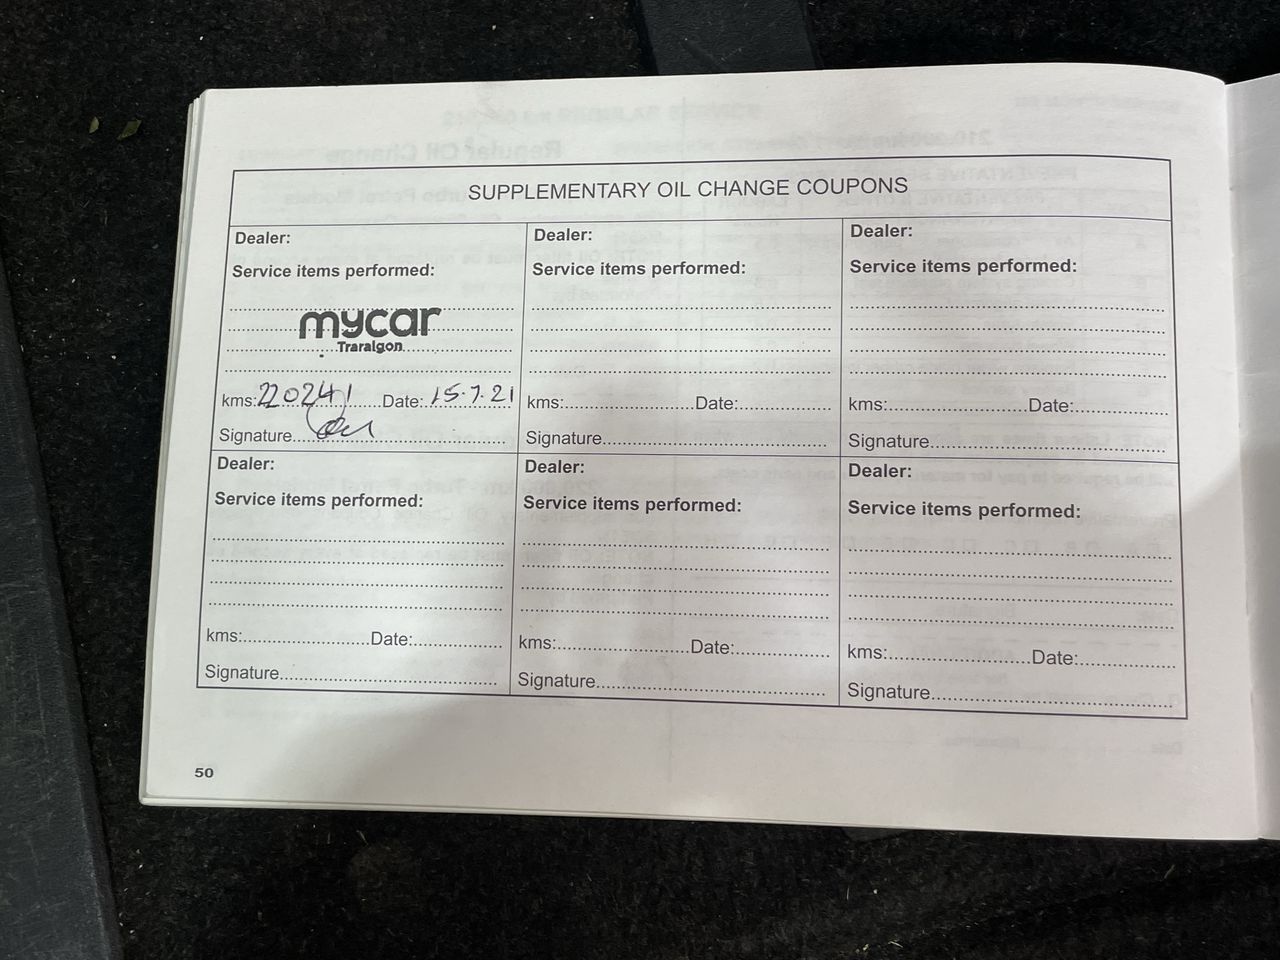 SUPPLEMENTARY OIL CHANGE COUPONS
Dealer:
Service items performed:
mycar
Traralgon
kms: 220241 Date: 15.7.21
Signature
Dealer:
Service items performed:
kms: Date:
Signature
Dealer:
Service items performed:
kms: Date:
Signature
Dealer:
Service items performed:
kms: Date:
Signature
Dealer:
Service items performed:
kms: Date:
Signature
Dealer:
Service items performed:
kms: Date:
Signature
50